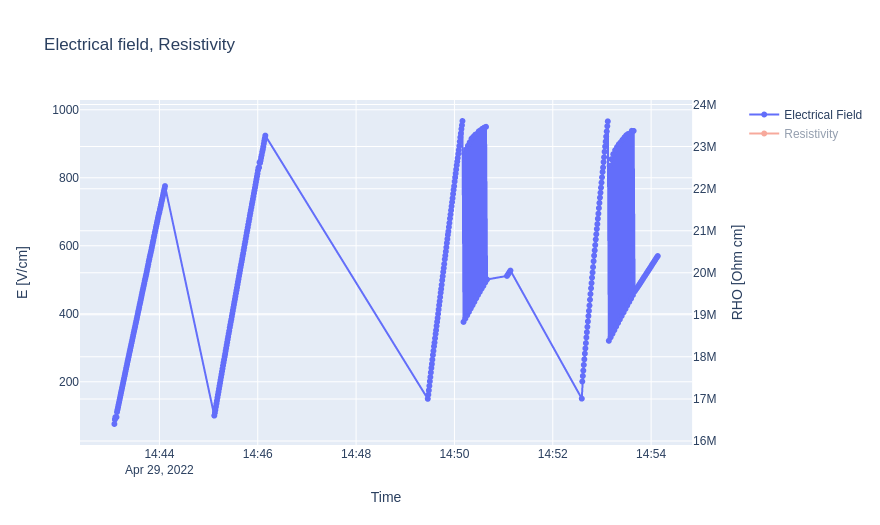 Electrical field, Resistivity
1000
800
600
400
200
E [V/cm]
24M
23M
22M
21M
20M
19M
18M
17M
16M
RHO [Ohm cm]
Electrical Field
Resistivity
14:44 14:46 14:48 14:50 14:52 14:54
Apr 29, 2022
Time